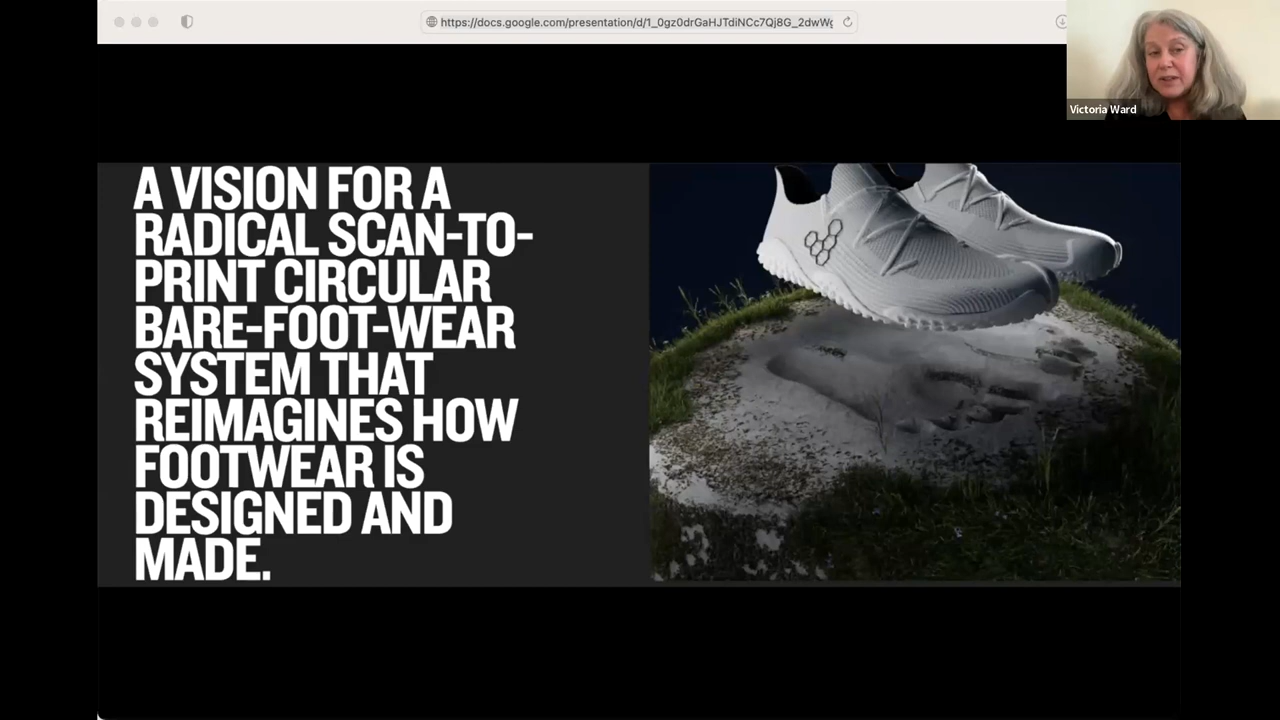 https://docs.google.com/presentation/d/1_0gz0drGaHJTdiNCc7Qj8G_2dwWg
Victoria Ward
A VISION FOR A
RADICAL SCAN-TO-
PRINT CIRCULAR
BARE-FOOT-WEAR
SYSTEM THAT
REIMAGINES HOW
FOOTWEAR IS
DESIGNED AND
MADE.